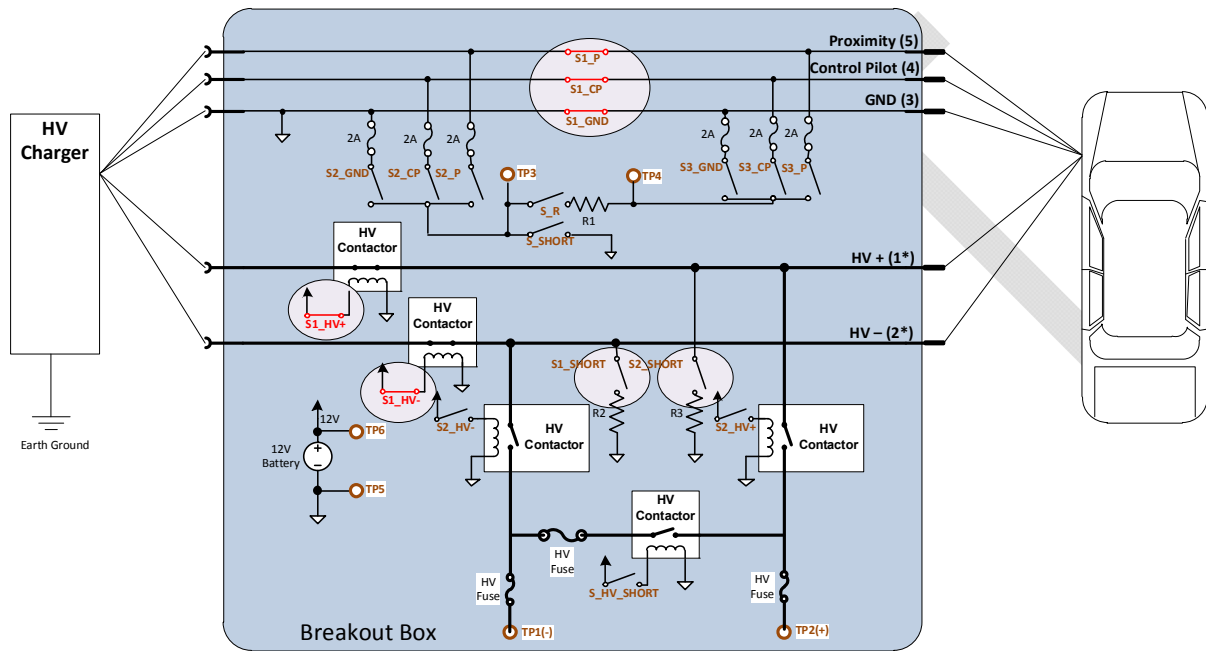 Proximity (5)
S1_P
Control Pilot (4)
S1_CP
GND (3)
S1_GND
HV
Charger
2A
2A
2A
2A
2A
2A
S2_GND
S2_CP
S2_P
TP3
TP4
S3_GND
S3_CP
S3_P
S_R
R1
S_SHORT
HV
Contactor
HV + (1*)
S1_HV+
HV
Contactor
HV – (2*)
S1_HV-
S1_SHORT
S2_SHORT
R2
R3
S2_HV-
S2_HV+
HV
Contactor
HV
Contactor
Earth Ground
12V
TP6
12V
Battery
TP5
HV
Contactor
HV
Fuse
S_HV_SHORT
HV
Fuse
HV
Fuse
Breakout Box
TP1(-)
TP2(+)